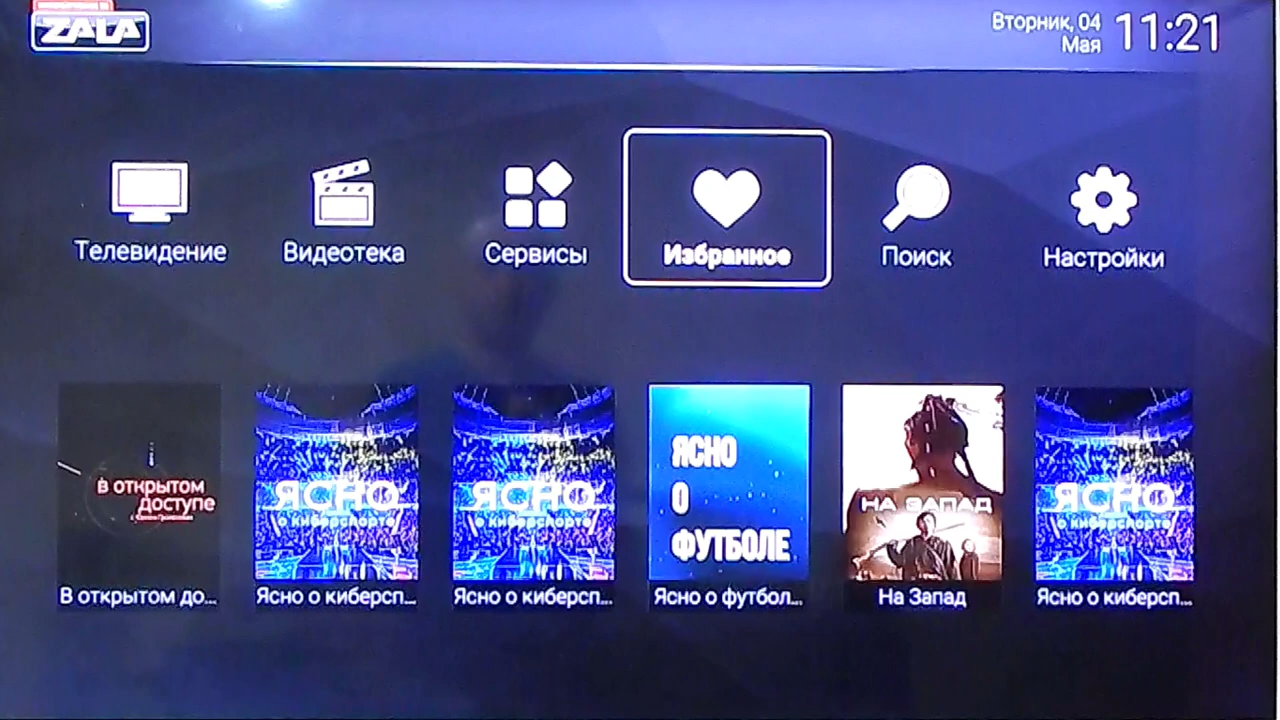 ZALA
Вторник, 04
Мая
11:21
Телевидение
Видеотека
Сервисы
Избранное
Поиск
Настройки
в открытом
доступе
ЯСНО
о киберспорте
ЯСНО
о киберспорте
ЯСНО
О
ФУТБОЛЕ
НА ЗАПАД
ЯСНО
о киберспорте
В открытом до...
Ясно о киберсп...
Ясно о киберсп...
Ясно о футбол...
На Запад
Ясно о киберсп...